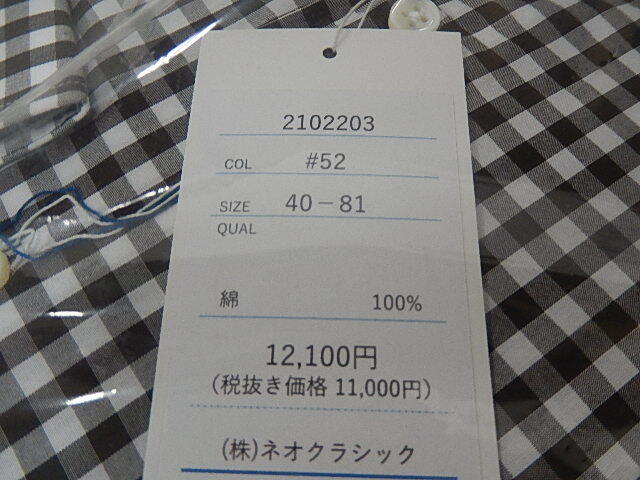 2102203
COL #52
SIZE 40－81
QUAL
綿 100%
12,100円
(税抜き価格 11,000円)
(株)ネオクラシック